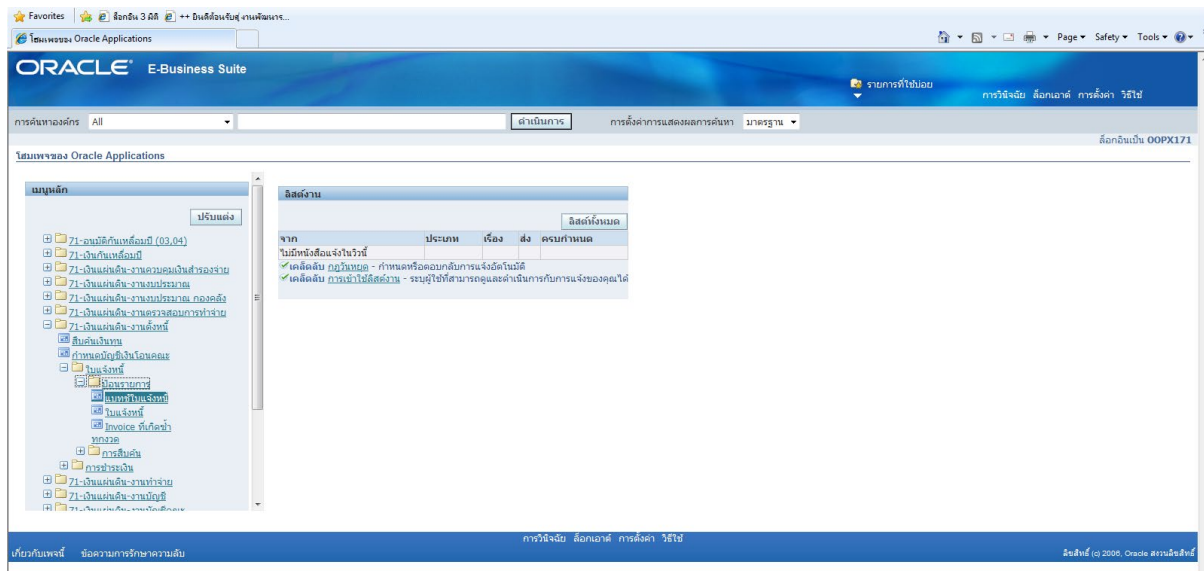 Favorites ล็อกอิน 3 มิติ ++ ยินดีต้อนรับสู่ งานพัฒนาร...
โฮมเพจของ Oracle Applications
Page Safety Tools
ORACLE E-Business Suite
รายการที่ใช้บ่อย
การวินิจฉัย ล็อกเอาต์ การตั้งค่า วิธีใช้
การค้นหาองค์กร All ดำเนินการ การตั้งค่าการแสดงผลการค้นหา มาตรฐาน
ล็อกอินเป็น OOPX171
โฮมเพจของ Oracle Applications
เมนูหลัก
ปรับแต่ง
71-อนุมัติกันเหลื่อมปี (03,04)
71-เงินกันเหลื่อมปี
71-เงินแผ่นดิน-งานควบคุมเงินสำรองจ่าย
71-เงินแผ่นดิน-งานงบประมาณ
71-เงินแผ่นดิน-งานงบประมาณ กองคลัง
71-เงินแผ่นดิน-งานตรวจสอบการทำจ่าย
71-เงินแผ่นดิน-งานตั้งหนี้
สืบค้นเงินทุน
กำหนดบัญชีเงินโอนคณะ
ใบแจ้งหนี้
ป้อนรายการ
แบทช์ใบแจ้งหนี้
ใบแจ้งหนี้
Invoice ที่เกิดซ้ำ
ทุกงวด
การสืบค้น
การชำระเงิน
71-เงินแผ่นดิน-งานทำจ่าย
71-เงินแผ่นดิน-งานบัญชี
ลิสต์งาน
ลิสต์ทั้งหมด
จาก ประเภท เรื่อง ส่ง ครบกำหนด
ไม่มีหนังสือแจ้งในวิวนี้
เคล็ดลับ กฎวันหยุด - กำหนดหรือตอบกลับการแจ้งอัตโนมัติ
เคล็ดลับ การเข้าใช้ลิสต์งาน - ระบุผู้ใช้ที่สามารถดูและดำเนินการกับการแจ้งของคุณได้
การวินิจฉัย ล็อกเอาต์ การตั้งค่า วิธีใช้
เกี่ยวกับเพจนี้ ข้อความการรักษาความลับ
ลิขสิทธิ์ (c) 2006, Oracle สงวนลิขสิทธิ์